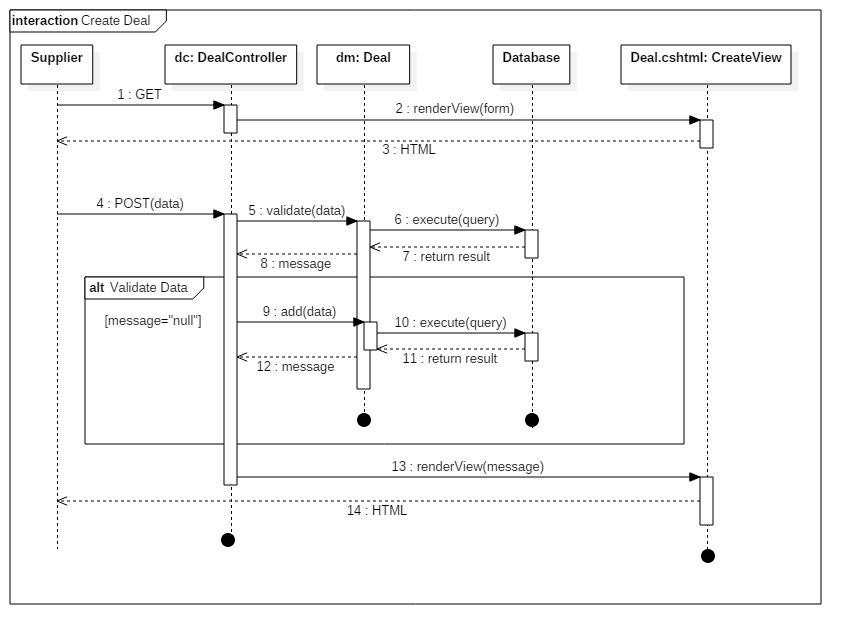 interaction Create Deal
Supplier
dc: DealController
dm: Deal
Database
Deal.cshtml: CreateView
1 : GET
2 : renderView(form)
3 : HTML
4 : POST(data)
5 : validate(data)
6 : execute(query)
7 : return result
8 : message
alt Validate Data
[message="null"]
9 : add(data)
10 : execute(query)
11 : return result
12 : message
13 : renderView(message)
14 : HTML